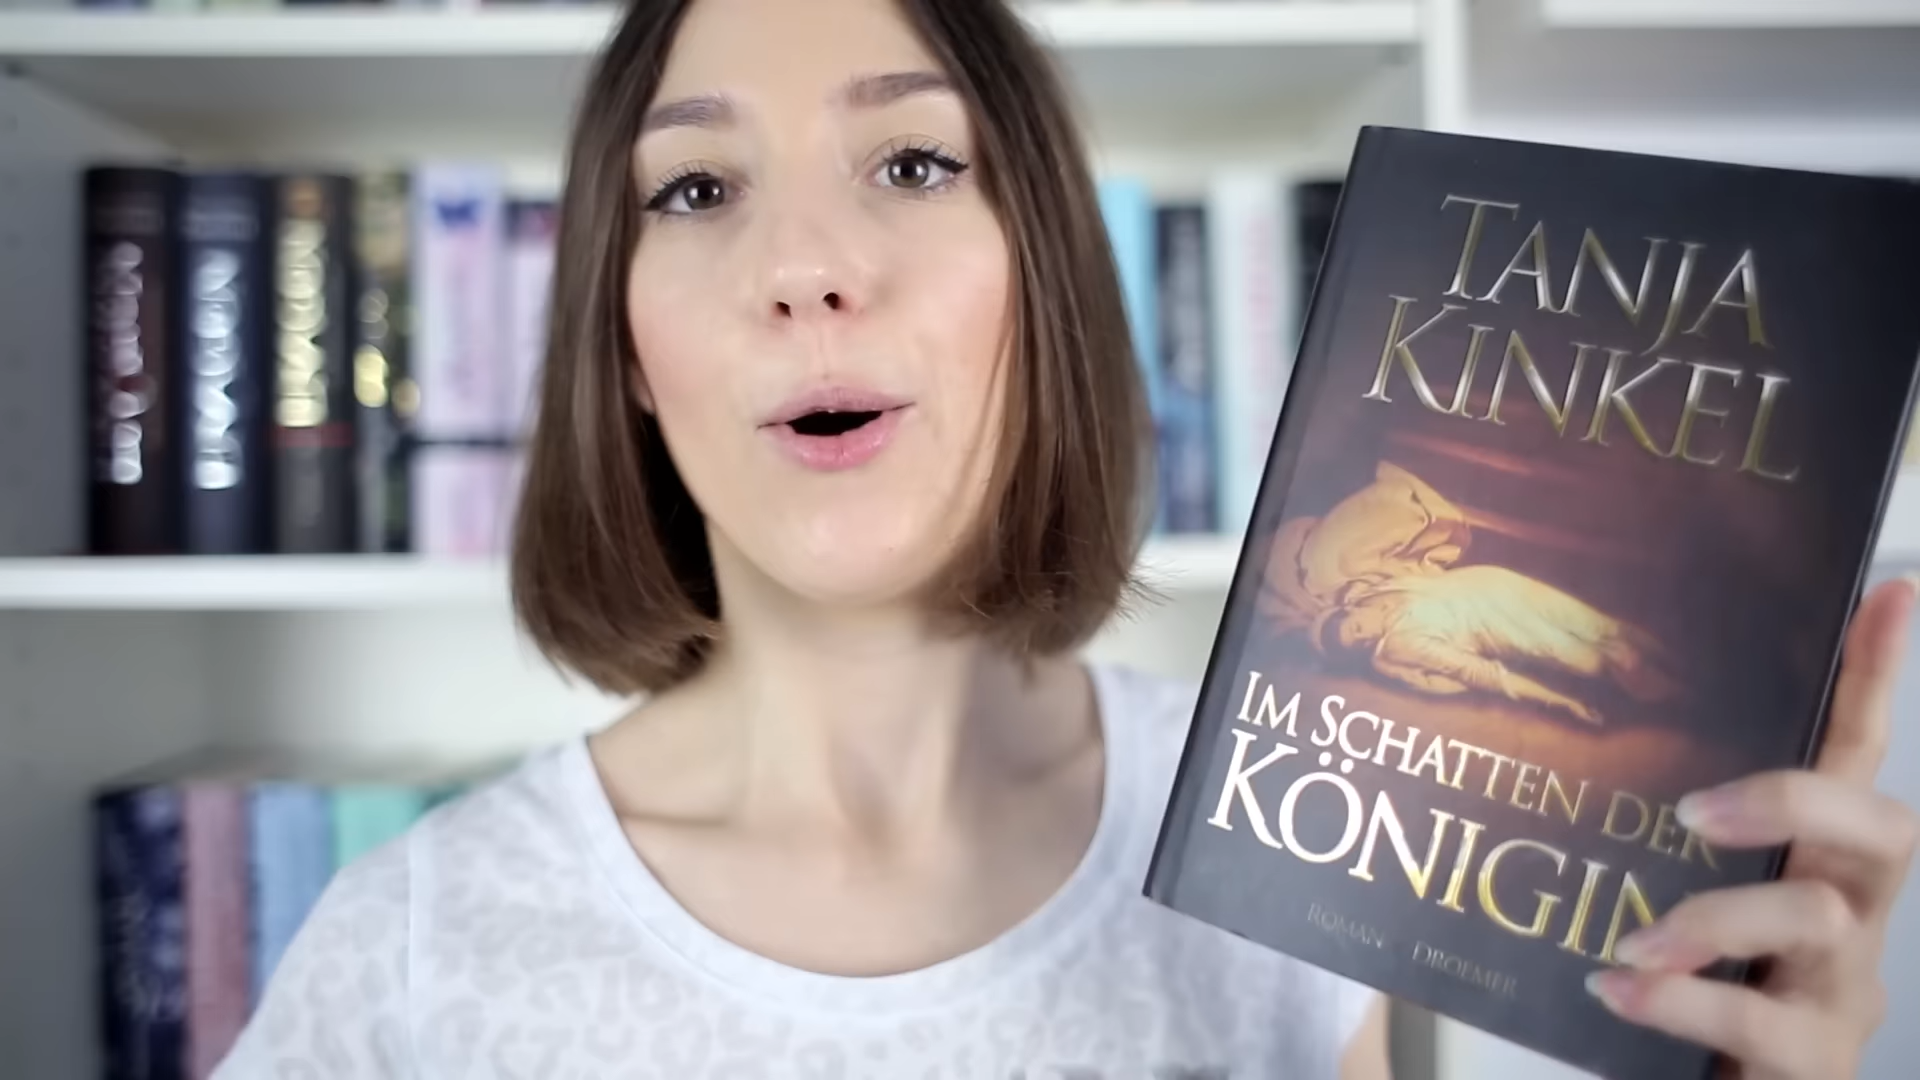 TANJA
KINKEL
IM SCHATTEN DER
KÖNIGIN
ROMAN DROEMER